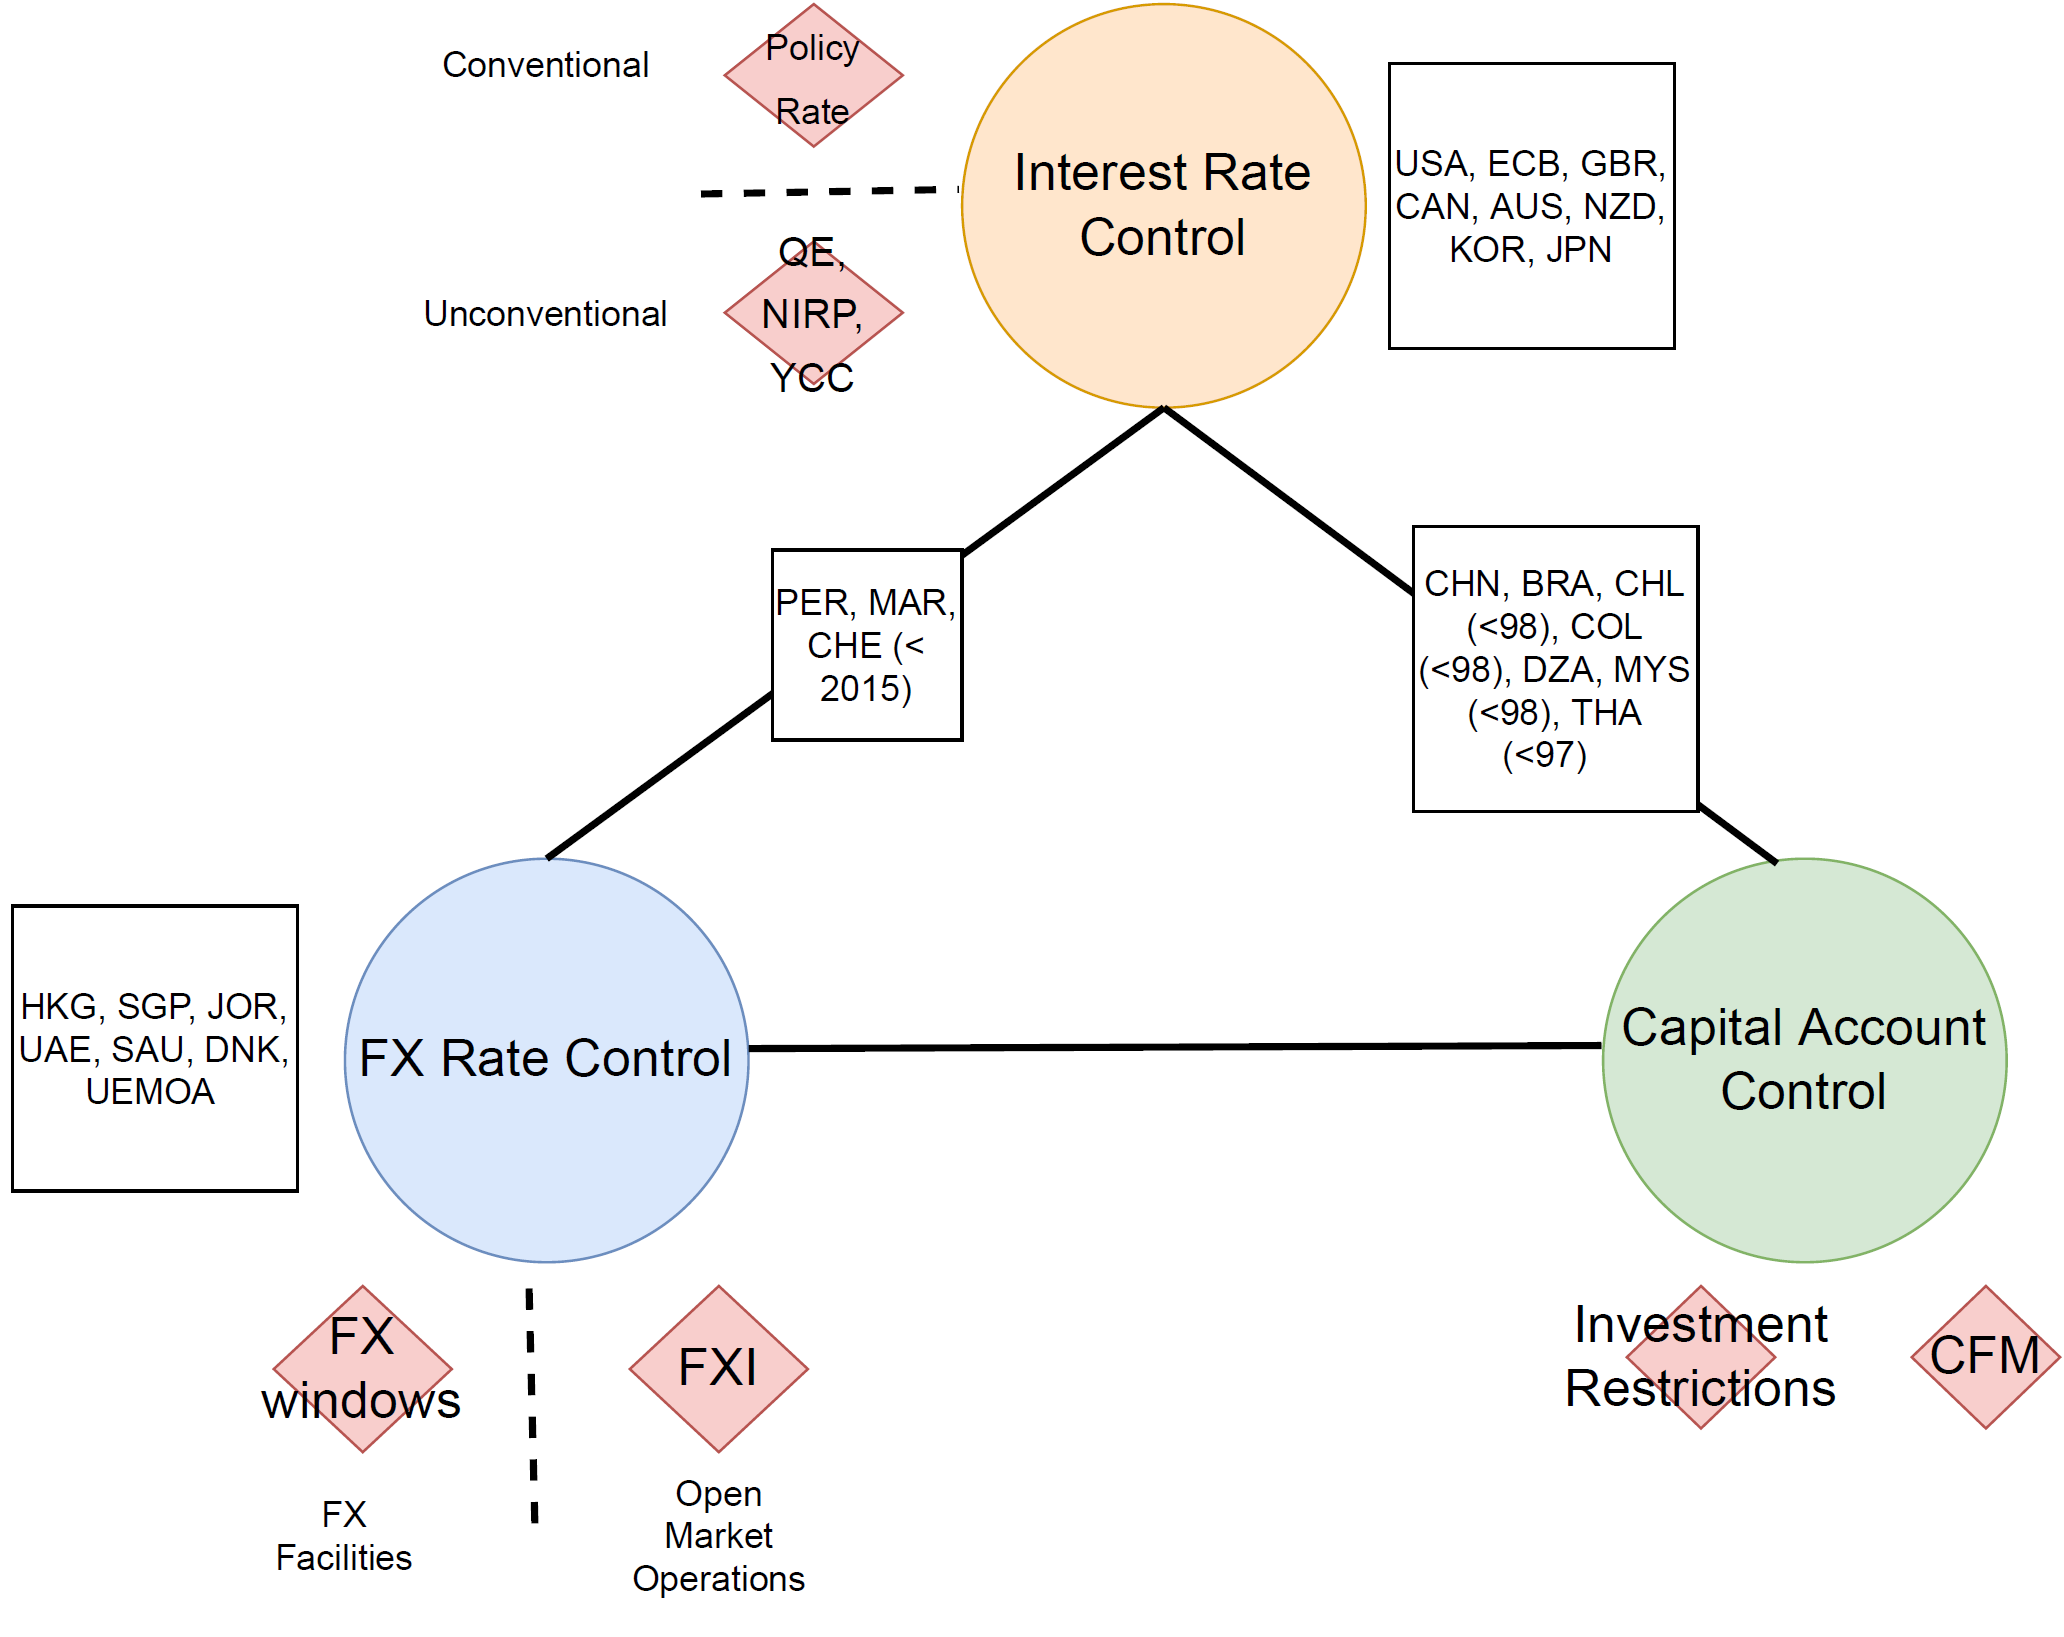 Conventional
Policy
Rate
Interest Rate
Control
USA, ECB, GBR,
CAN, AUS, NZD,
KOR, JPN
Unconventional
QE,
NIRP,
YCC
PER, MAR,
CHE (<
2015)
CHN, BRA, CHL
(<98), COL
(<98), DZA, MYS
(<98), THA
(<97)
HKG, SGP, JOR,
UAE, SAU, DNK,
UEMOA
FX Rate Control
Capital Account
Control
FX
windows
FXI
Investment
Restrictions
CFM
FX
Facilities
Open
Market
Operations